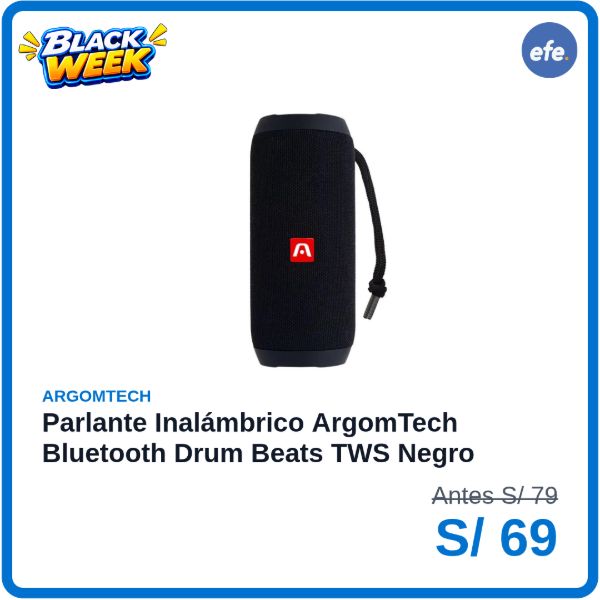 BLACK
WEEK
efe.
ARGOMTECH
Parlante Inalámbrico ArgomTech
Bluetooth Drum Beats TWS Negro
Antes S/ 79
S/ 69